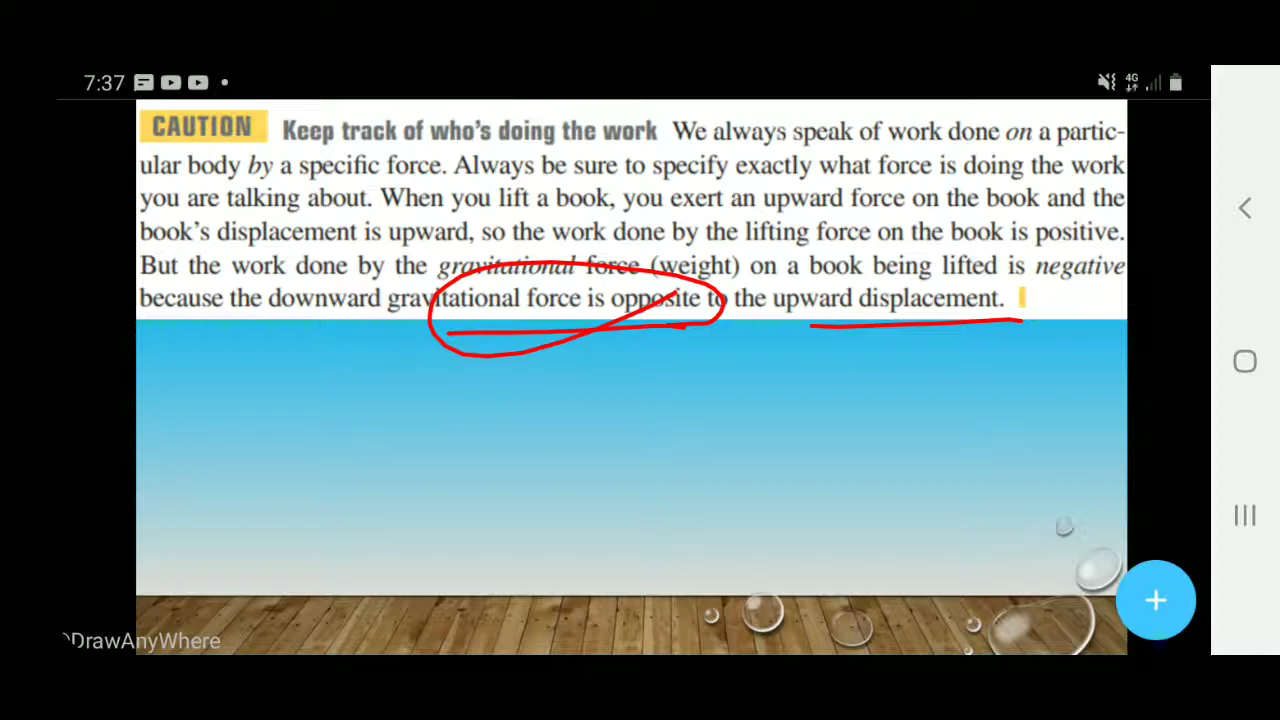 7:37
4G
CAUTION Keep track of who's doing the work We always speak of work done on a partic-
ular body by a specific force. Always be sure to specify exactly what force is doing the work
you are talking about. When you lift a book, you exert an upward force on the book and the
book's displacement is upward, so the work done by the lifting force on the book is positive.
But the work done by the gravitational force (weight) on a book being lifted is negative
because the downward gravitational force is opposite to the upward displacement.
DrawAnyWhere